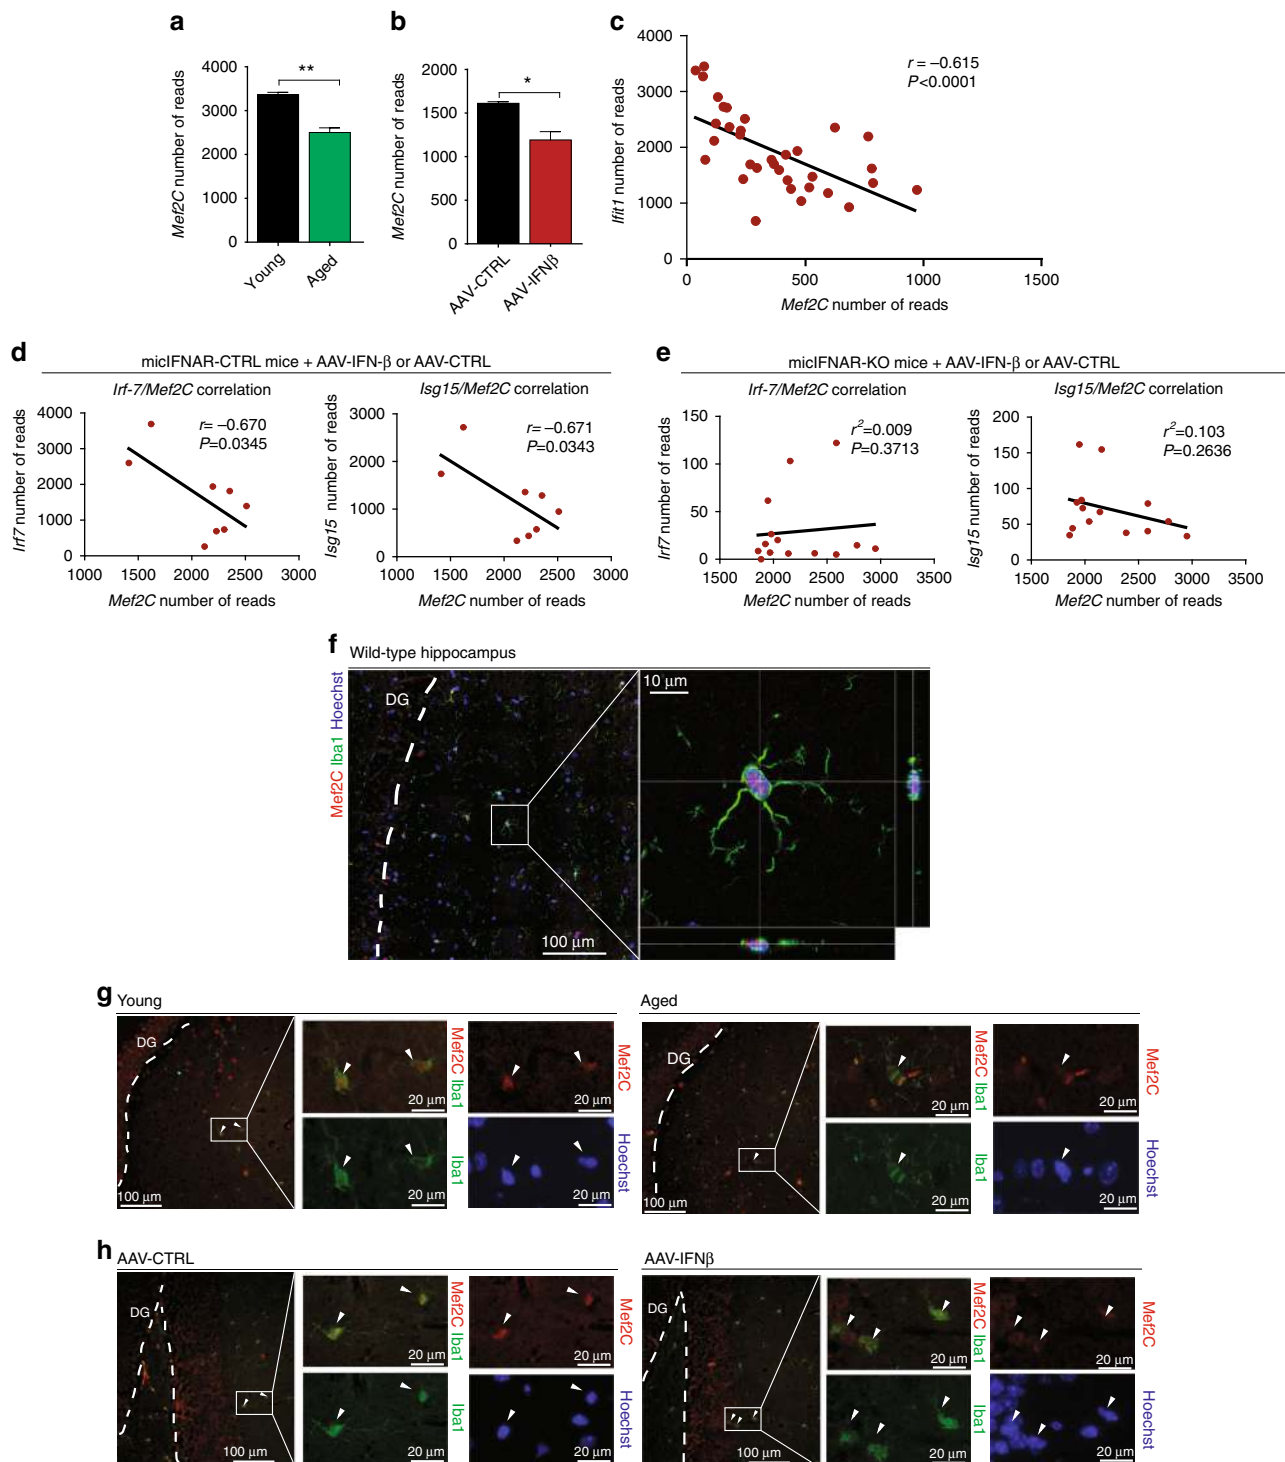 a
Mef2C number of reads
4000
3000
2000
1000
0
**
Young
Aged
b
Mef2C number of reads
2000
1500
1000
500
0
*
AAV-CTRL
AAV-IFNβ
c
Ifit1 number of reads
4000
3000
2000
1000
0
r = –0.615
P<0.0001
0
500
1000
1500
Mef2C number of reads
d
micIFNAR-CTRL mice + AAV-IFN-β or AAV-CTRL
Irf-7/Mef2C correlation
Irf7 number of reads
4000
3000
2000
1000
0
r= –0.670
P=0.0345
1000
1500
2000
2500
3000
Mef2C number of reads
Isg15/Mef2C correlation
Isg15 number of reads
3000
2000
1000
0
r= –0.671
P=0.0343
1000
1500
2000
2500
3000
Mef2C number of reads
e
micIFNAR-KO mice + AAV-IFN-β or AAV-CTRL
Irf-7/Mef2C correlation
Irf7 number of reads
150
100
50
0
r²=0.009
P=0.3713
1500
2000
2500
3000
3500
Mef2C number of reads
Isg15/Mef2C correlation
Isg15 number of reads
200
150
100
50
0
r²=0.103
P=0.2636
1500
2000
2500
3000
3500
Mef2C number of reads
f
Wild-type hippocampus
Mef2C Iba1 Hoechst
DG
100 µm
10 µm
g
Young
DG
100 µm
Mef2C Iba1
20 µm
Mef2C
20 µm
Iba1
20 µm
Hoechst
20 µm
Aged
DG
100 µm
Mef2C Iba1
20 µm
Mef2C
20 µm
Iba1
20 µm
Hoechst
20 µm
h
AAV-CTRL
DG
100 µm
Mef2C Iba1
20 µm
Mef2C
20 µm
Iba1
20 µm
Hoechst
20 µm
AAV-IFNβ
DG
100 µm
Mef2C Iba1
20 µm
Mef2C
20 µm
Iba1
20 µm
Hoechst
20 µm